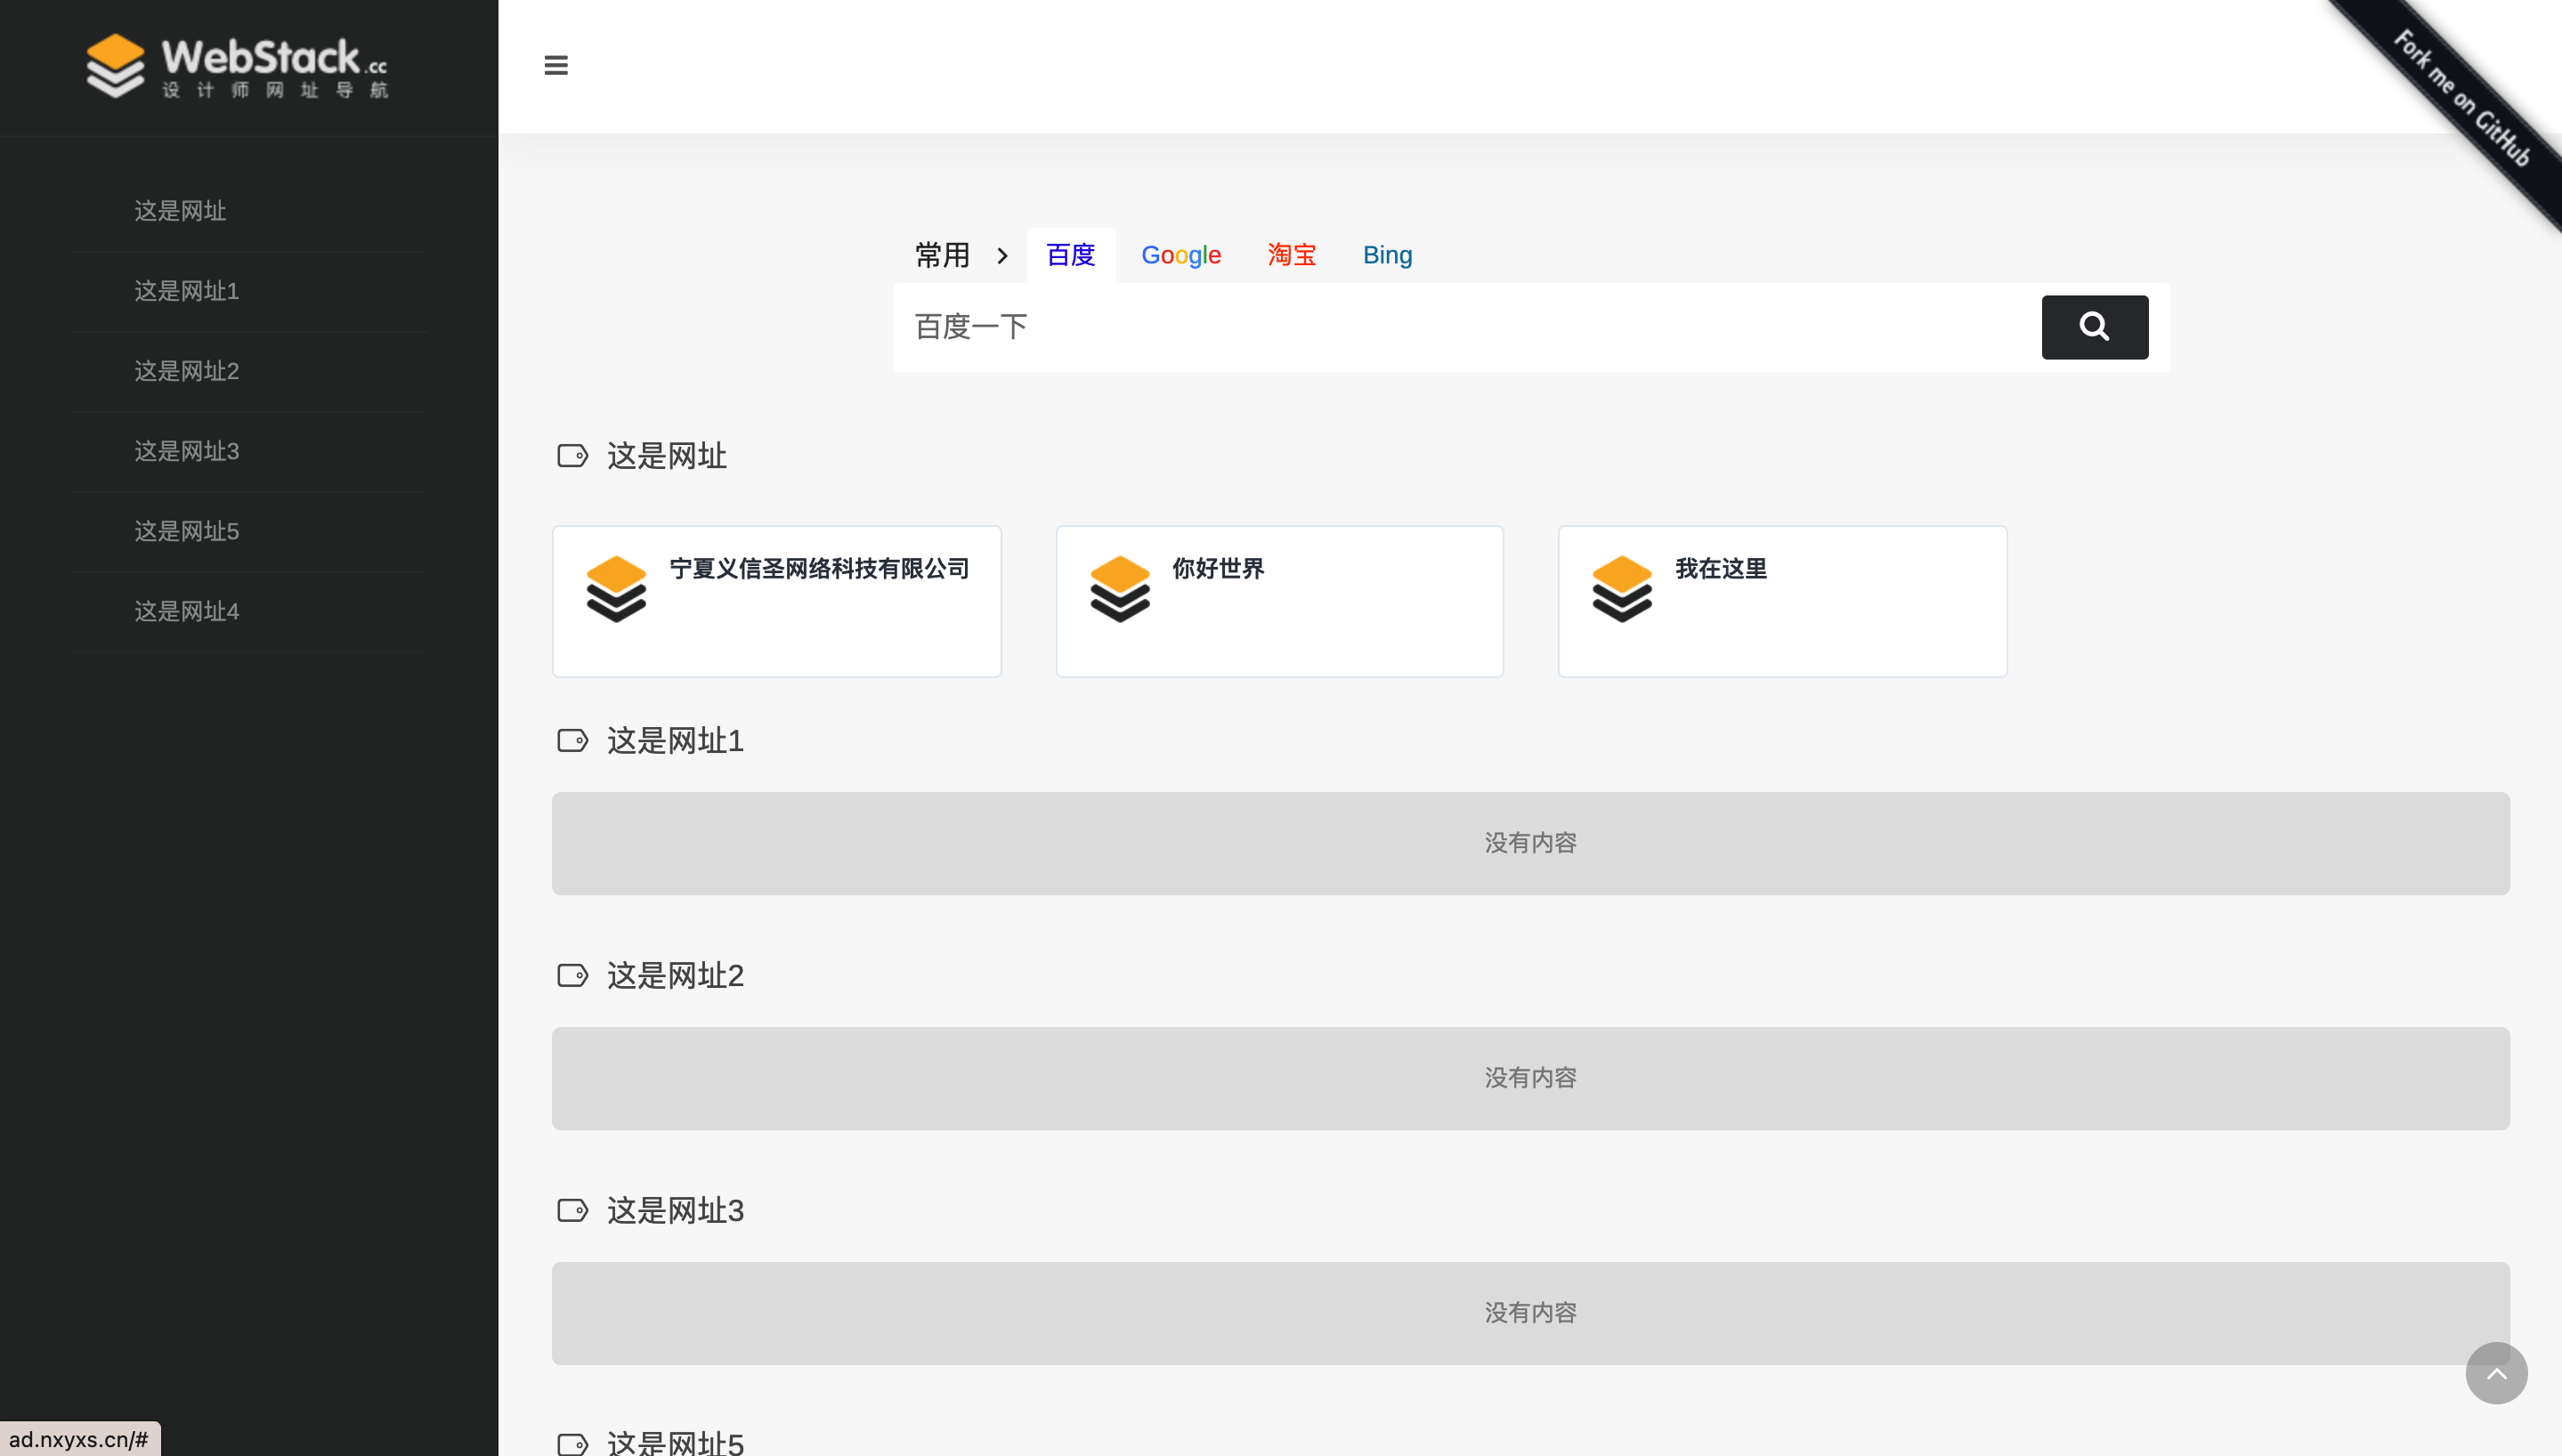 WebStack.cc
设计师网址导航
这是网址
这是网址1
这是网址2
这是网址3
这是网址5
这是网址4
Fork me on GitHub
常用 百度 Google 淘宝 Bing
百度一下
这是网址
宁夏义信圣网络科技有限公司
你好世界
我在这里
这是网址1
没有内容
这是网址2
没有内容
这是网址3
没有内容
这是网址5
ad.nxyxs.cn/#